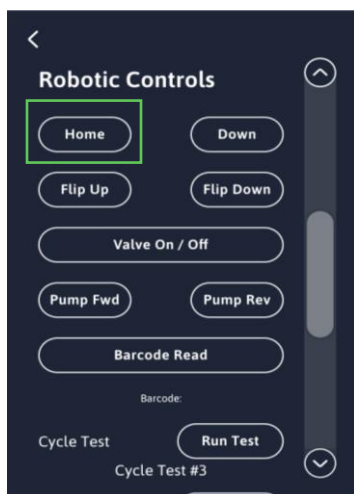 Robotic Controls
Home Down
Flip Up Flip Down
Valve On / Off
Pump Fwd Pump Rev
Barcode Read
Barcode:
Cycle Test Run Test
Cycle Test #3